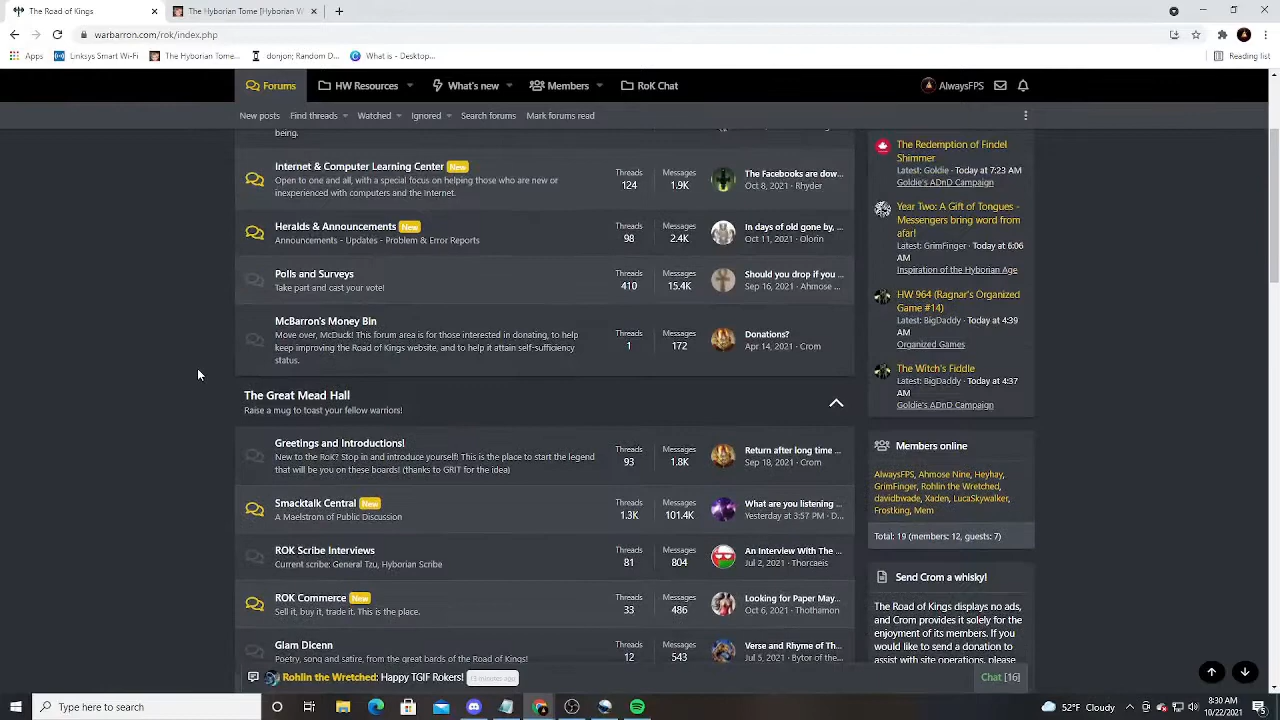 The Road of Kings
The Hyborian Tome [Hyborian W
warbarron.com/rok/index.php
Apps
Linksys Smart Wi-Fi
The Hyborian Tome...
dorgon; Random D...
What is - Desktop...
Reading list
Forums
HW Resources
What's new
Members
RoK Chat
AlwaysFPS
New posts
Find threads
Watched
Ignored
Search forums
Mark forums read
being.
Internet & Computer Learning Center New
Open to one and all, with a special focus on helping those who are new or
inexperienced with computers and the Internet.
Threads
124
Messages
1.9K
The Facebooks are dow...
Oct 8, 2021 · Rhyder
Heralds & Announcements New
Announcements - Updates - Problem & Error Reports
Threads
98
Messages
2.4K
In days of old gone by, ...
Oct 11, 2021 · Olorin
Polls and Surveys
Take part and cast your vote!
Threads
410
Messages
15.4K
Should you drop if you ...
Sep 16, 2021 · Ahmose ...
McBarron's Money Bin
Move over, McDuck! This forum area is for those interested in donating, to help
keep improving the Road of Kings website, and to help it attain self-sufficiency
status.
Threads
1
Messages
172
Donations?
Apr 14, 2021 · Crom
The Great Mead Hall
Raise a mug to toast your fellow warriors!
Greetings and Introductions!
New to the RoK? Stop in and introduce yourself! This is the place to start the legend
that will be you on these boards! (thanks to GRIT for the idea)
Threads
93
Messages
1.8K
Return after long time ...
Sep 18, 2021 · Crom
Smacktalk Central New
A Maelstrom of Public Discussion
Threads
1.3K
Messages
101.4K
What are you listening ...
Yesterday at 3:57 PM · D...
ROK Scribe Interviews
Current scribe: General Tzu, Hyborian Scribe
Threads
81
Messages
804
An Interview With The ...
Jul 2, 2021 · Thorcars
ROK Commerce New
Sell it, buy it, trade it. This is the place.
Threads
33
Messages
486
Looking for Paper May...
Oct 6, 2021 · Thothamon
Glam Dicenn
Poetry, song and satire, from the great bards of the Road of Kings!
Threads
12
Messages
543
Verse and Rhyme of Th...
Jul 5, 2021 · Bytor of the...
The Redemption of Findel
Shimmer
Latest: Goldie · Today at 7:23 AM
Goldie's ADnD Campaign
Year Two: A Gift of Tongues -
Messengers bring word from
afar!
Latest: GrimFinger · Today at 6:06
AM
Inspiration of the Hyborian Age
HW 964 (Ragnar's Organized
Game #14)
Latest: BigDaddy · Today at 4:39
AM
Organized Games
The Witch's Fiddle
Latest: BigDaddy · Today at 4:37
AM
Goldie's ADnD Campaign
Members online
AlwaysFPS, Ahmose Nine, Heyhay,
GrimFinger, Rohlin the Wretched,
davidbwade, Xaden, LucaSkywalker,
Frostking, Mem
Total: 19 (members: 12, guests: 7)
Send Crom a whisky!
The Road of Kings displays no ads,
and Crom provides it solely for the
enjoyment of its members. If you
would like to send a donation to
assist with site operations, please
Rohlin the Wretched: Happy TGIF Rokers! 13 minutes ago
Chat [16]
Type here to search
53°F Cloudy
8:30 AM
10/22/2021